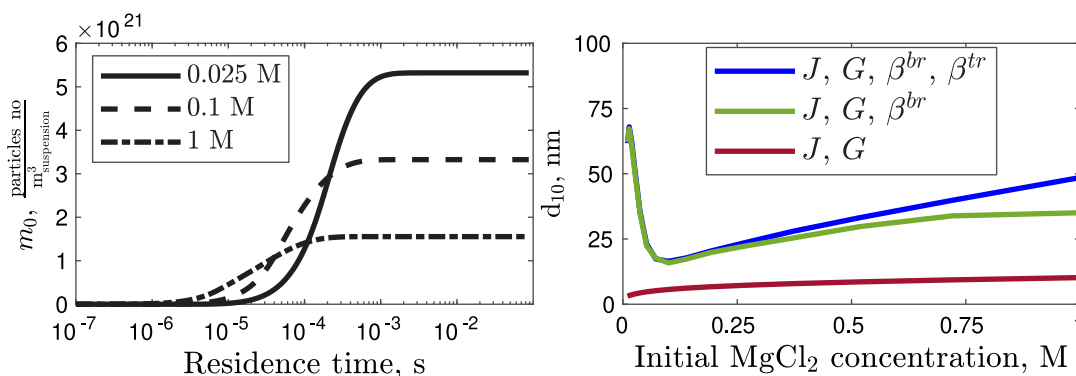 × 10^21
6
5
4
3
2
1
0
m_0, particles no / m^3_suspension
0.025 M
0.1 M
1 M
10^-7 10^-6 10^-5 10^-4 10^-3 10^-2
Residence time, s
100
75
50
25
0
d_10, nm
J, G, β^br, β^tr
J, G, β^br
J, G
0 0.25 0.5 0.75 1
Initial MgCl_2 concentration, M